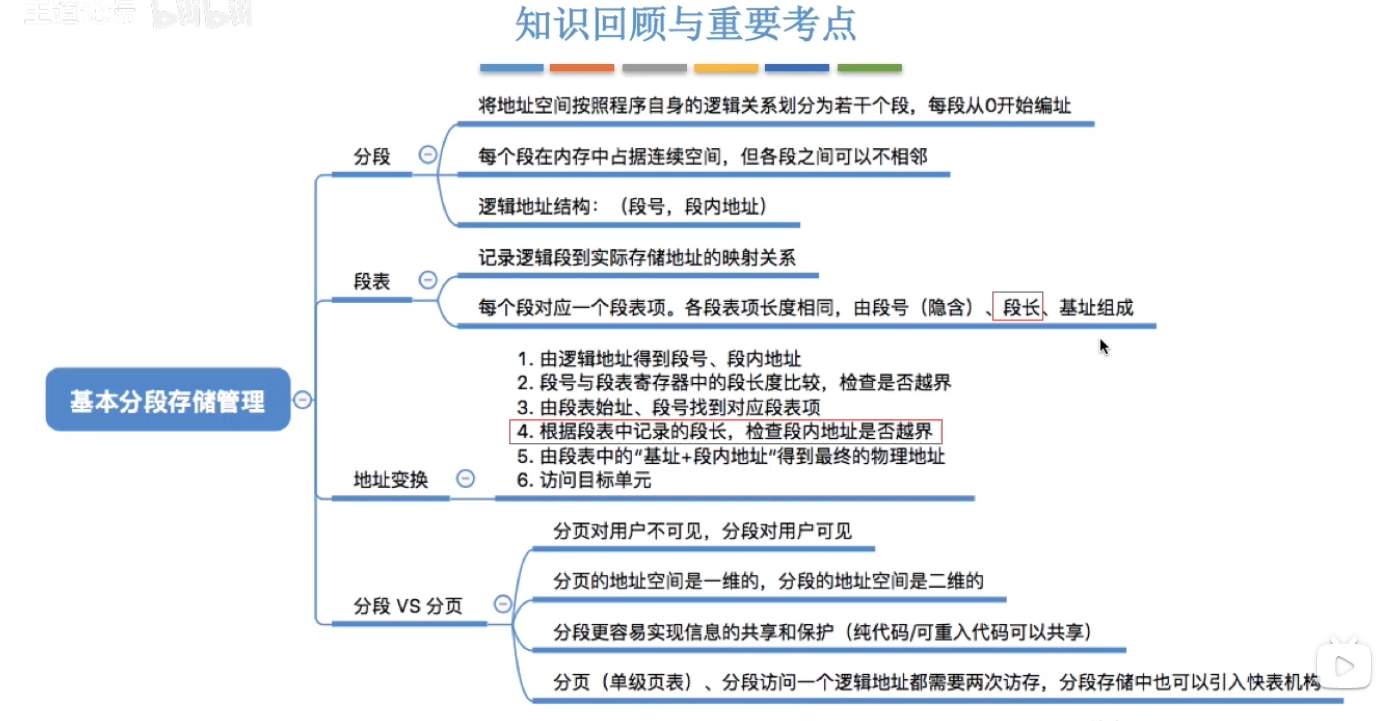 王道论坛 bilibili
知识回顾与重要考点
将地址空间按照程序自身的逻辑关系划分为若干个段，每段从0开始编址
分段
每个段在内存中占据连续空间，但各段之间可以不相邻
逻辑地址结构：（段号，段内地址）
记录逻辑段到实际存储地址的映射关系
段表
每个段对应一个段表项。各段表项长度相同，由段号（隐含）、段长、基址组成
基本分段存储管理
1. 由逻辑地址得到段号、段内地址
2. 段号与段表寄存器中的段长度比较，检查是否越界
3. 由段表始址、段号找到对应段表项
4. 根据段表中记录的段长，检查段内地址是否越界
5. 由段表中的“基址+段内地址”得到最终的物理地址
6. 访问目标单元
地址变换
分页对用户不可见，分段对用户可见
分页的地址空间是一维的，分段的地址空间是二维的
分段 VS 分页
分段更容易实现信息的共享和保护（纯代码/可重入代码可以共享）
分页（单级页表）、分段访问一个逻辑地址都需要两次访存，分段存储中也可以引入快表机构